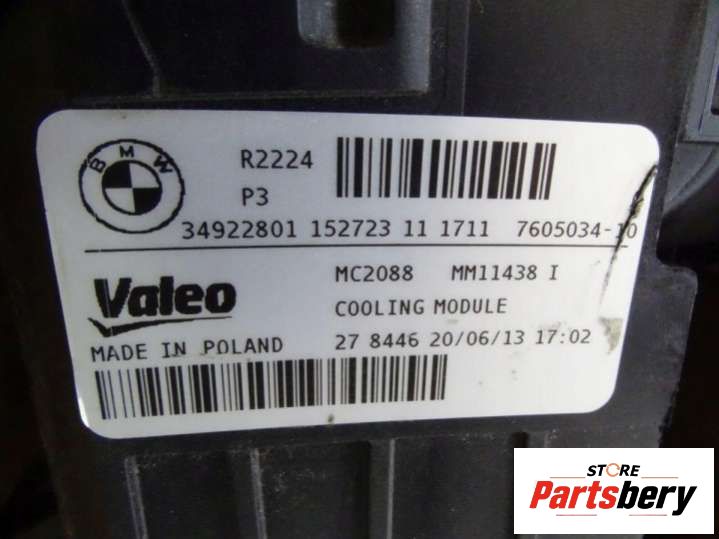 BMW
R2224
P3
34922801 152723 11 1711 7605034-10
Valeo
MC2088 MM11438 I
COOLING MODULE
MADE IN POLAND
27 8446 20/06/13 17:02
STORE
Partsbery